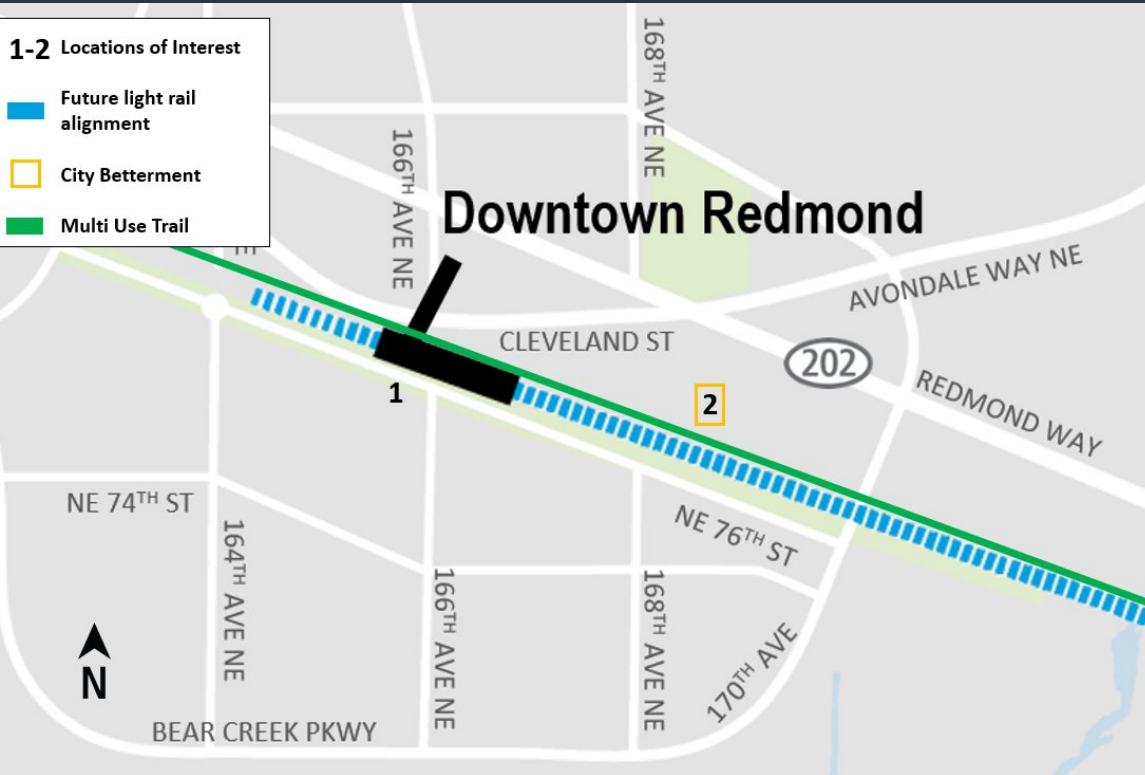 1-2 Locations of Interest
Future light rail
alignment
City Betterment
Multi Use Trail
E
166TH AVE NE
168TH AVE NE
Downtown Redmond
AVONDALE WAY NE
CLEVELAND ST
202
REDMOND WAY
1
2
NE 74TH ST
NE 76TH ST
164TH AVE NE
166TH AVE NE
168TH AVE NE
170TH AVE
N
BEAR CREEK PKWY